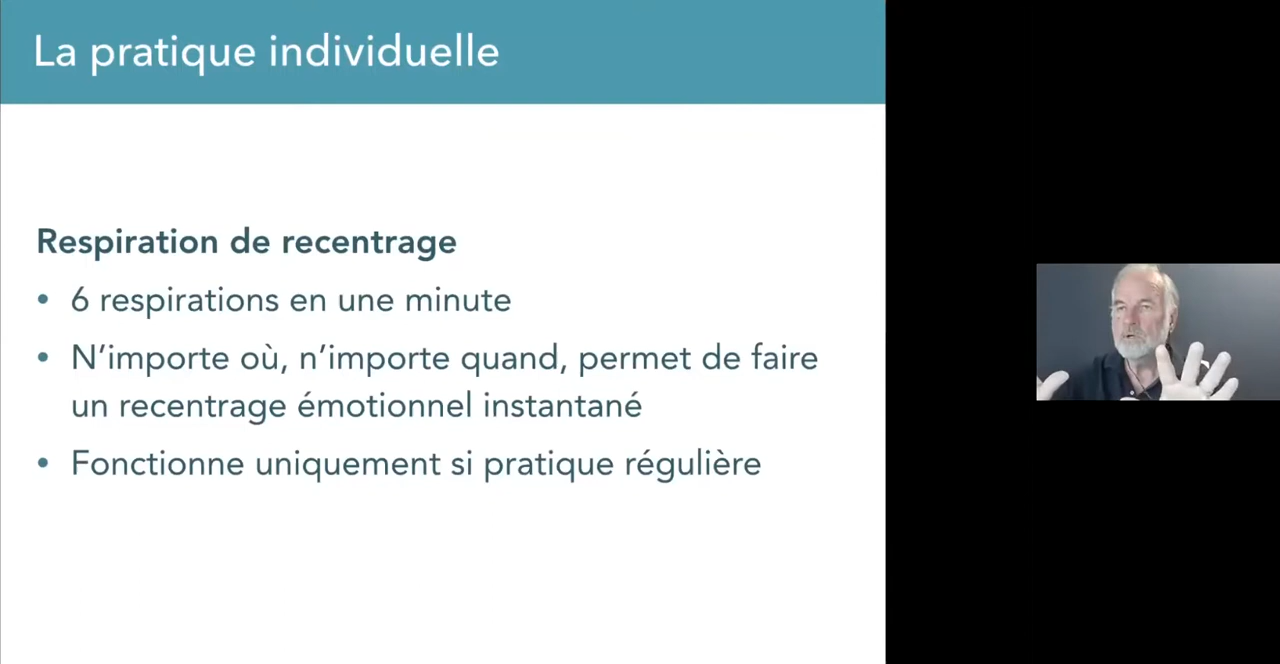 La pratique individuelle
Respiration de recentrage
• 6 respirations en une minute
• N’importe où, n’importe quand, permet de faire
un recentrage émotionnel instantané
• Fonctionne uniquement si pratique régulière